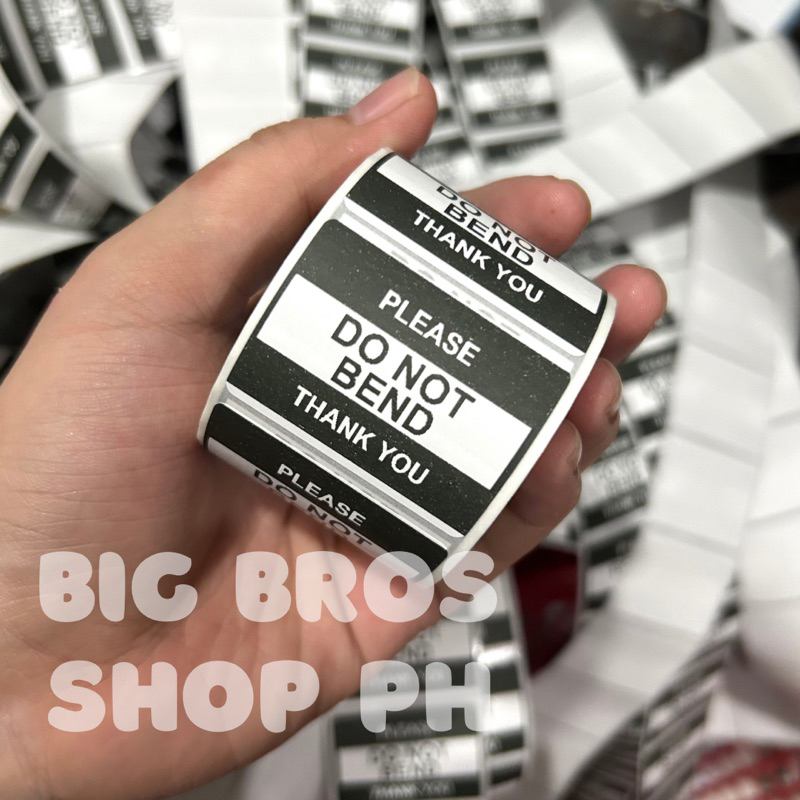 DO NOT
BEND
THANK YOU
PLEASE
DO NOT
BEND
THANK YOU
PLEASE
DO NOT
BIG BROS
SHOP PH